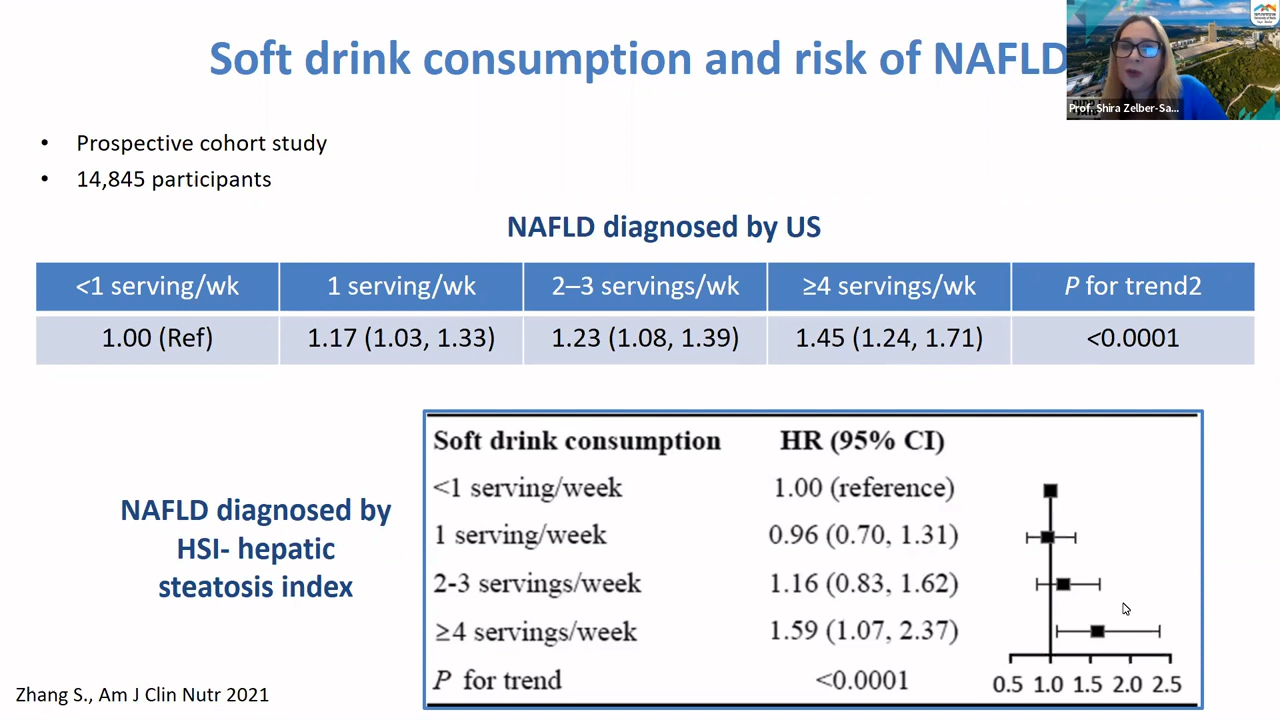 Soft drink consumption and risk of NAFLD
Prof. Shira Zelber-Sa...
• Prospective cohort study
• 14,845 participants
NAFLD diagnosed by US
<1 serving/wk 1 serving/wk 2–3 servings/wk ≥4 servings/wk P for trend2
1.00 (Ref) 1.17 (1.03, 1.33) 1.23 (1.08, 1.39) 1.45 (1.24, 1.71) <0.0001
NAFLD diagnosed by
HSI- hepatic
steatosis index
Soft drink consumption HR (95% CI)
<1 serving/week 1.00 (reference)
1 serving/week 0.96 (0.70, 1.31)
2-3 servings/week 1.16 (0.83, 1.62)
≥4 servings/week 1.59 (1.07, 2.37)
P for trend <0.0001
0.5 1.0 1.5 2.0 2.5
Zhang S., Am J Clin Nutr 2021